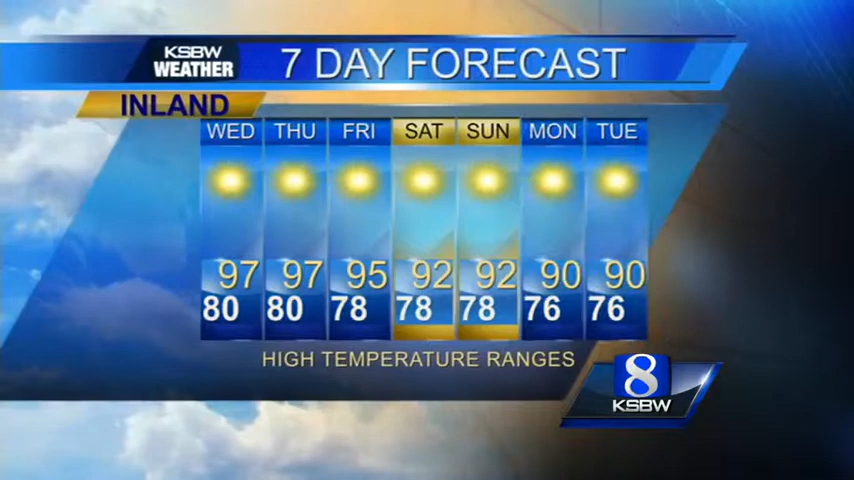 KSBW
WEATHER
7 DAY FORECAST
INLAND
WED THU FRI SAT SUN MON TUE
97 97 95 92 92 90 90
80 80 78 78 78 76 76
HIGH TEMPERATURE RANGES
8
KSBW